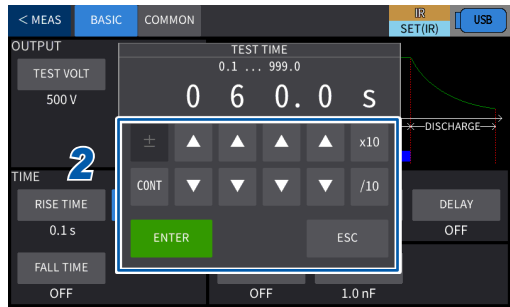 < MEAS BASIC COMMON IR SET(IR) USB
OUTPUT
TEST VOLT
500 V
TEST TIME
0.1 ... 999.0
0 6 0. 0 s
± ▲ ▲ ▲ ▲ x10
CONT ▼ ▼ ▼ ▼ /10
ENTER ESC
DISCHARGE
2
TIME
RISE TIME
0.1 s
DELAY
OFF
FALL TIME
OFF
OFF
1.0 nF